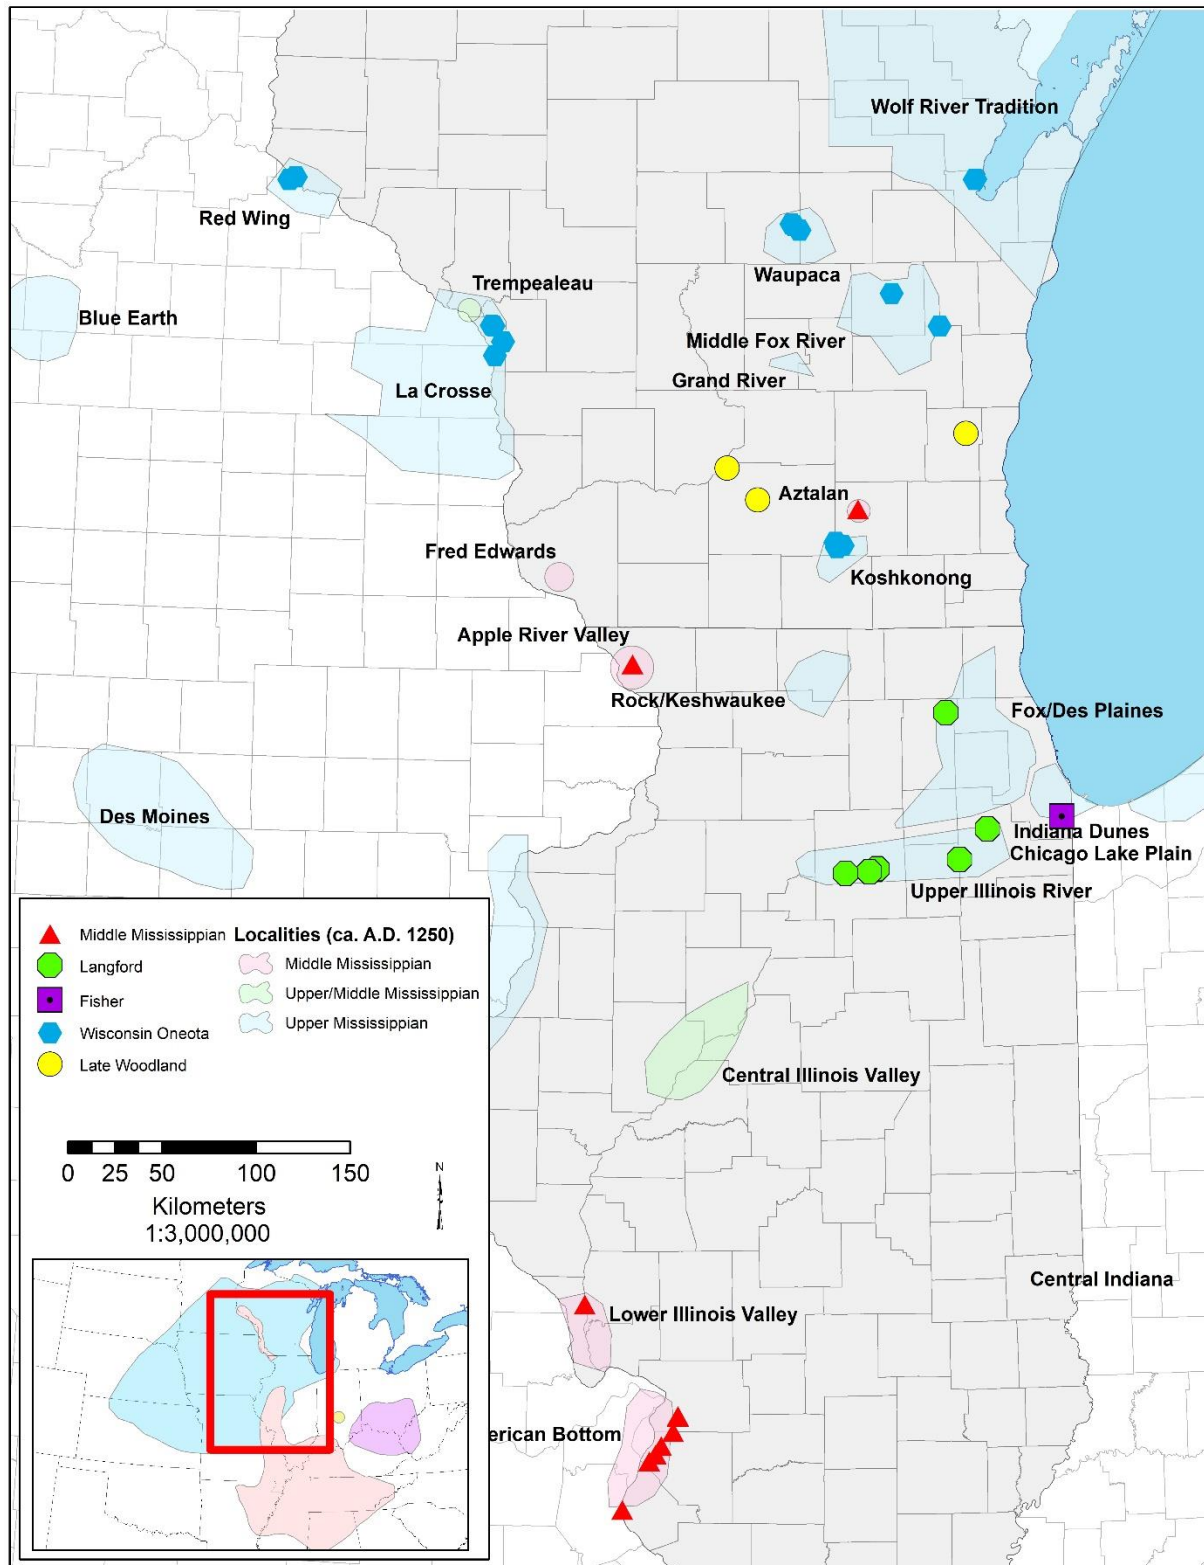 Wolf River Tradition
Red Wing
Waupaca
Trempealeau
Blue Earth
Middle Fox River
Grand River
La Crosse
Aztalan
Fred Edwards
Koshkonong
Apple River Valley
Rock/Keshwaukee
Fox/Des Plaines
Des Moines
Indiana Dunes
Chicago Lake Plain
Upper Illinois River
Middle Mississippian
Langford
Fisher
Wisconsin Oneota
Late Woodland
Localities (ca. A.D. 1250)
Middle Mississippian
Upper/Middle Mississippian
Upper Mississippian
Central Illinois Valley
0 25 50 100 150
Kilometers
1:3,000,000
N
Central Indiana
Lower Illinois Valley
erican Bottom